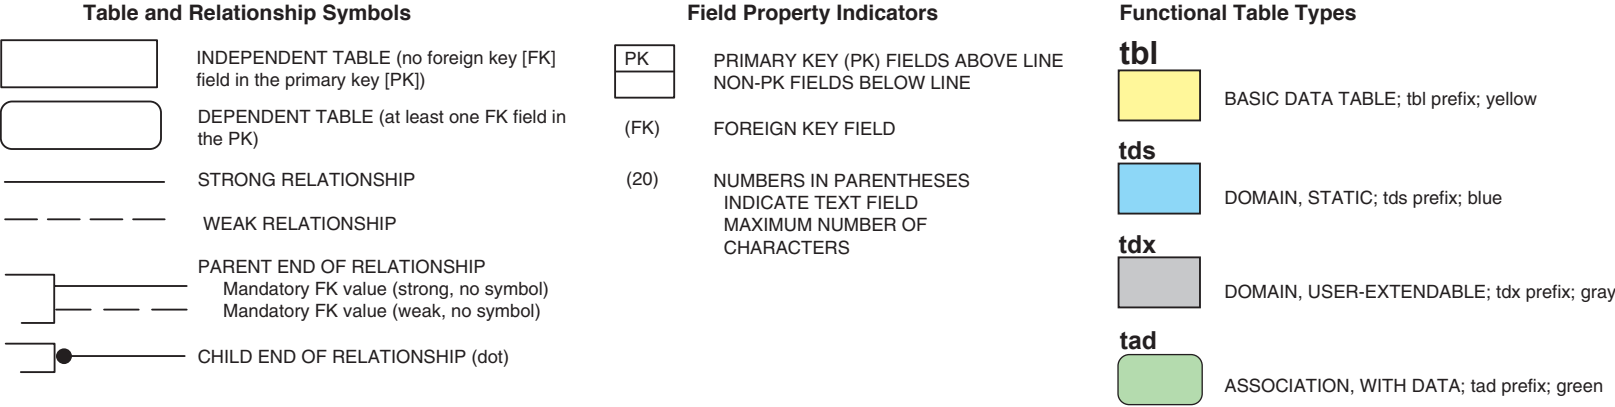 Table and Relationship Symbols
INDEPENDENT TABLE (no foreign key [FK]
field in the primary key [PK])
DEPENDENT TABLE (at least one FK field in
the PK)
STRONG RELATIONSHIP
WEAK RELATIONSHIP
PARENT END OF RELATIONSHIP
Mandatory FK value (strong, no symbol)
Mandatory FK value (weak, no symbol)
CHILD END OF RELATIONSHIP (dot)
Field Property Indicators
PK
PRIMARY KEY (PK) FIELDS ABOVE LINE
NON-PK FIELDS BELOW LINE
(FK)
FOREIGN KEY FIELD
(20)
NUMBERS IN PARENTHESES
INDICATE TEXT FIELD
MAXIMUM NUMBER OF
CHARACTERS
Functional Table Types
tbl
BASIC DATA TABLE; tbl prefix; yellow
tds
DOMAIN, STATIC; tds prefix; blue
tdx
DOMAIN, USER-EXTENDABLE; tdx prefix; gray
tad
ASSOCIATION, WITH DATA; tad prefix; green